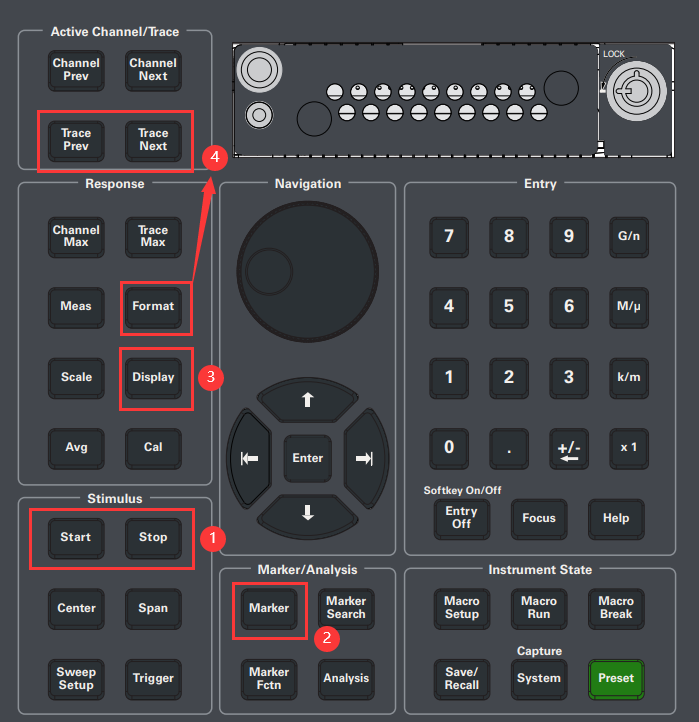 Active Channel/Trace
Channel
Prev
Channel
Next
Trace
Prev
Trace
Next
4
LOCK
Response
Channel
Max
Trace
Max
Meas
Format
Scale
Display
3
Avg
Cal
Stimulus
Start
Stop
1
Center
Span
Sweep
Setup
Trigger
Navigation
Enter
Marker/Analysis
Marker
Marker
Search
2
Marker
Fctn
Analysis
Entry
7
8
9
G/n
4
5
6
M/µ
1
2
3
k/m
0
.
+/-
x 1
Softkey On/Off
Entry
Off
Focus
Help
Instrument State
Macro
Setup
Macro
Run
Macro
Break
Capture
Save/
Recall
System
Preset